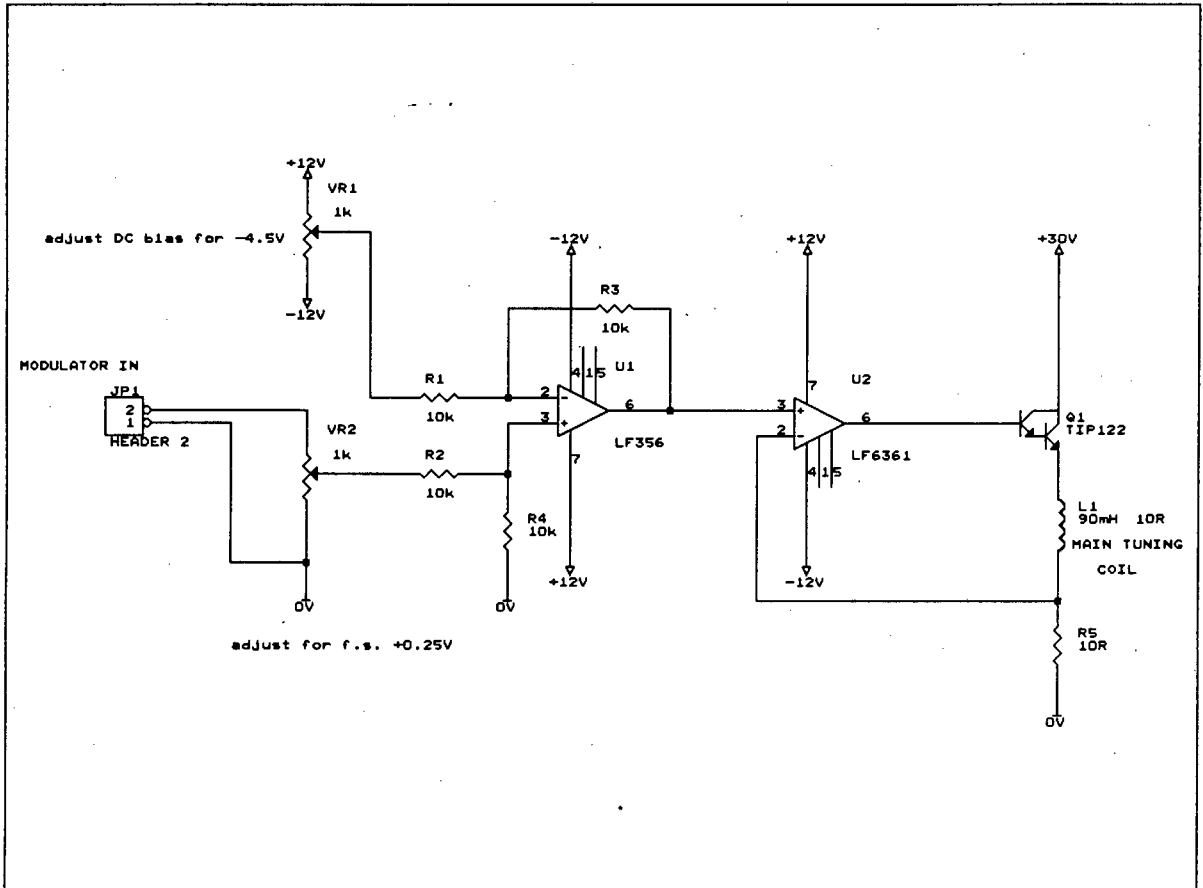 +12V
VR1
1k
adjust DC bias for -4.5V
-12V
-12V
+12V
+30V
R3
10k
MODULATOR IN
JP1
2
1
HEADER 2
R1
10k
4 1 5
U1
2
-
3
+
6
LF356
7
7
U2
3
+
2
-
6
LF6361
4 1 5
Q1
TIP122
VR2
1k
R2
10k
R4
10k
L1
90mH 10R
MAIN TUNING
COIL
+12V
-12V
0V
0V
adjust for f.s. +0.25V
R5
10R
0V